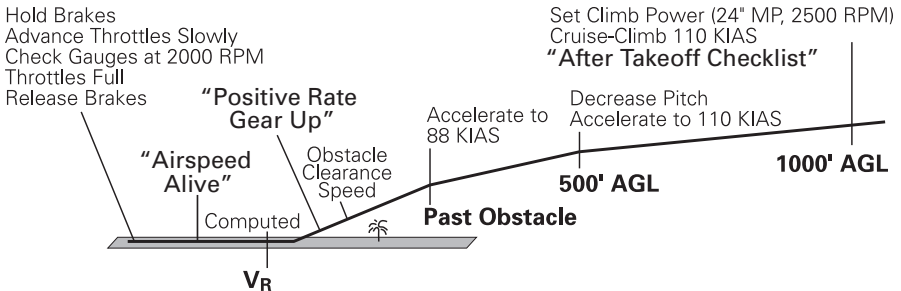 Hold Brakes
Advance Throttles Slowly
Check Gauges at 2000 RPM
Throttles Full
Release Brakes
“Airspeed
Alive”
Computed
VR
“Positive Rate
Gear Up”
Obstacle
Clearance
Speed
Accelerate to
88 KIAS
Past Obstacle
Decrease Pitch
Accelerate to 110 KIAS
500' AGL
Set Climb Power (24" MP, 2500 RPM)
Cruise-Climb 110 KIAS
“After Takeoff Checklist”
1000' AGL